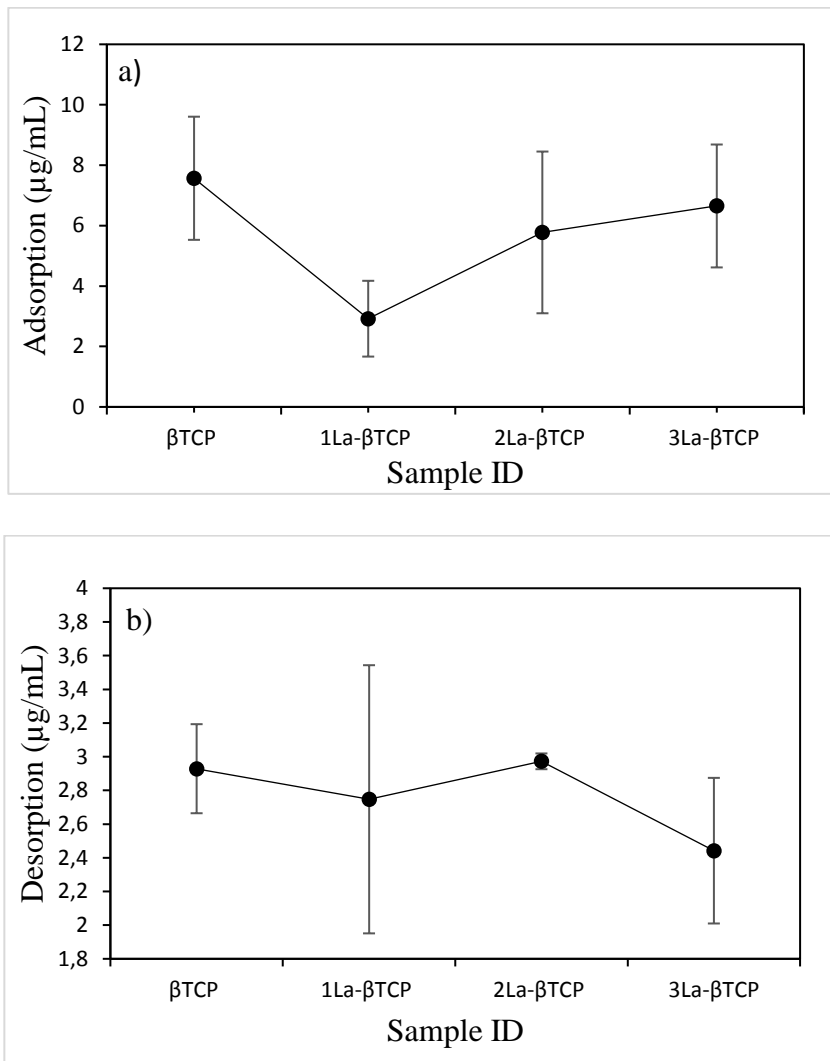 a)
Adsorption (µg/mL)
12
10
8
6
4
2
0
βTCP
1La-βTCP
2La-βTCP
3La-βTCP
Sample ID
b)
Desorption (µg/mL)
4
3,8
3,6
3,4
3,2
3
2,8
2,6
2,4
2,2
2
1,8
βTCP
1La-βTCP
2La-βTCP
3La-βTCP
Sample ID